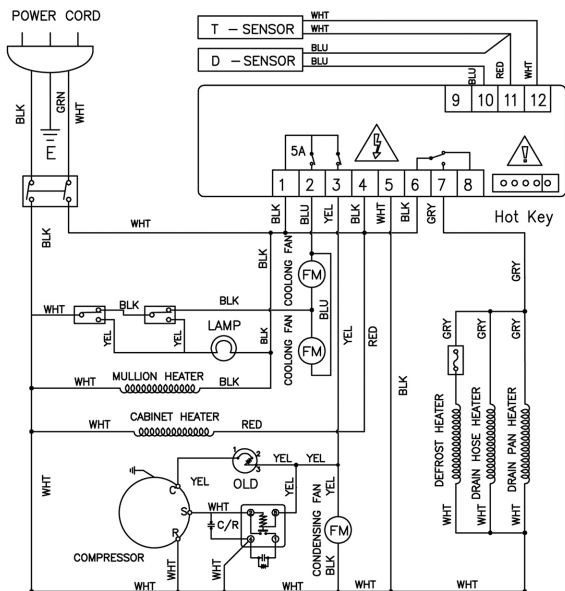 POWER CORD
T - SENSOR
WHT
WHT
D - SENSOR
BLU
BLU
BLU
RED
WHT
9 10 11 12
BLK
GRN
WHT
E
5A
1 2 3 4 5 6 7 8
Hot Key
BLK
BLU
YEL
BLK
WHT
BLK
GRY
WHT
BLK
BLK
COOLONG FAN
FM
BLU
GRY
WHT
BLK
BLK
YEL
YEL
LAMP
BLK
COOLONG FAN
FM
YEL
RED
BLK
GRY
GRY
GRY
MULLION HEATER
WHT
BLK
CABINET HEATER
WHT
RED
DEFROST HEATER
DRAIN HOSE HEATER
DRAIN PAN HEATER
WHT
1
2
3
OLD
YEL
YEL
YEL
YEL
YEL
C
S
R
WHT
C/R
COMPRESSOR
CONDENSING FAN
FM
BLK
WHT
WHT
WHT
WHT
WHT
WHT
WHT
WHT
WHT